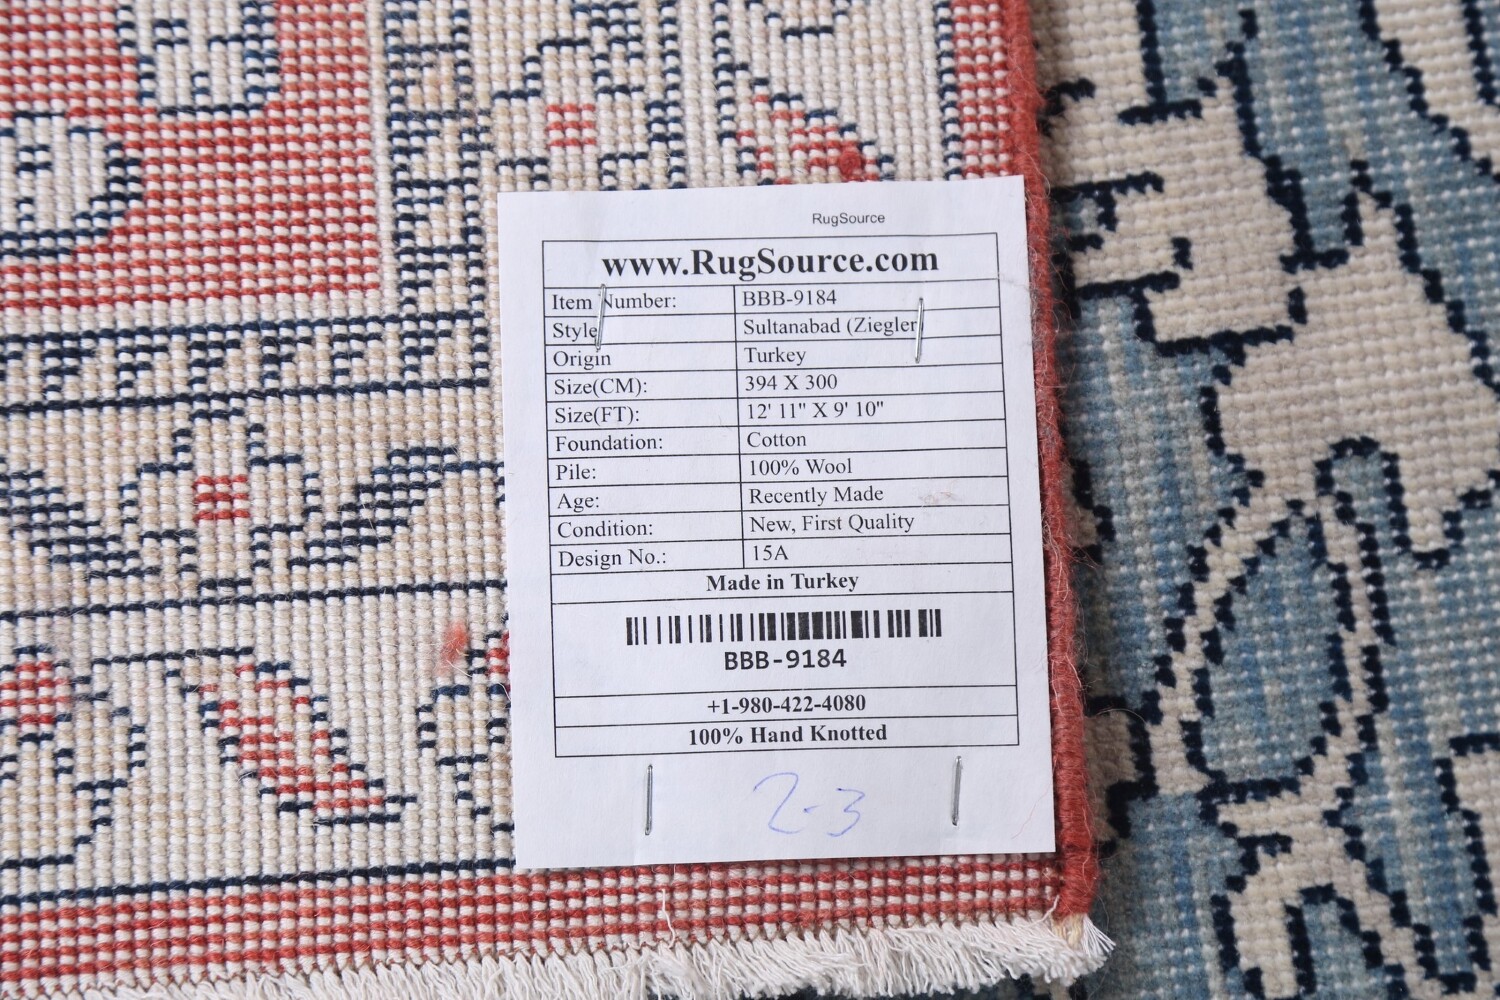 RugSource
www.RugSource.com
Item Number: BBB-9184
Style: Sultanabad (Ziegler
Origin Turkey
Size(CM): 394 X 300
Size(FT): 12' 11" X 9' 10"
Foundation: Cotton
Pile: 100% Wool
Age: Recently Made
Condition: New, First Quality
Design No.: 15A
Made in Turkey
BBB-9184
+1-980-422-4080
100% Hand Knotted
2-3